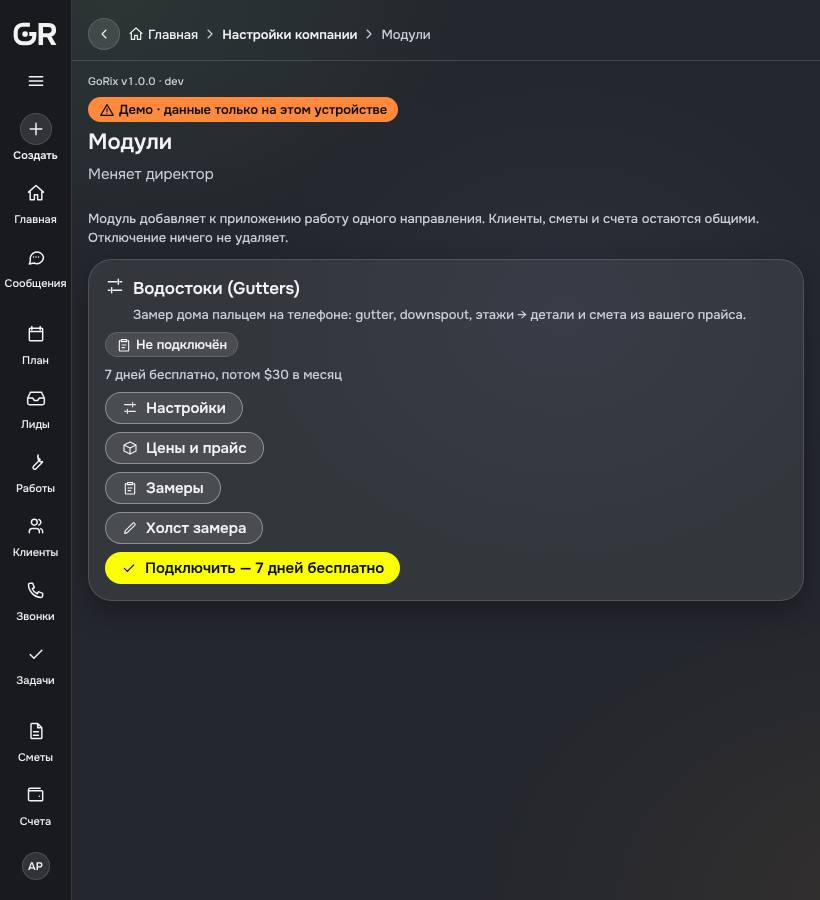 GR
Главная
Настройки компании
Модули
GoRix v1.0.0 · dev
Демо · данные только на этом устройстве
Модули
Меняет директор
Модуль добавляет к приложению работу одного направления. Клиенты, сметы и счета остаются общими.
Отключение ничего не удаляет.
Водостоки (Gutters)
Замер дома пальцем на телефоне: gutter, downspout, этажи → детали и смета из вашего прайса.
Не подключён
7 дней бесплатно, потом $30 в месяц
Настройки
Цены и прайс
Замеры
Холст замера
Подключить — 7 дней бесплатно
Создать
Главная
Сообщения
План
Лиды
Работы
Клиенты
Звонки
Задачи
Сметы
Счета
AP